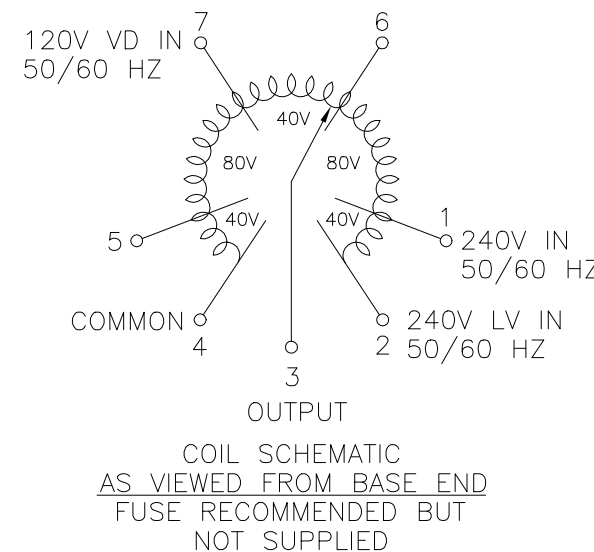 7
6
120V VD IN
50/60 HZ
40V
80V
80V
40V
40V
5
1
240V IN
50/60 HZ
COMMON
4
2
240V LV IN
50/60 HZ
3
OUTPUT
COIL SCHEMATIC
AS VIEWED FROM BASE END
FUSE RECOMMENDED BUT
NOT SUPPLIED